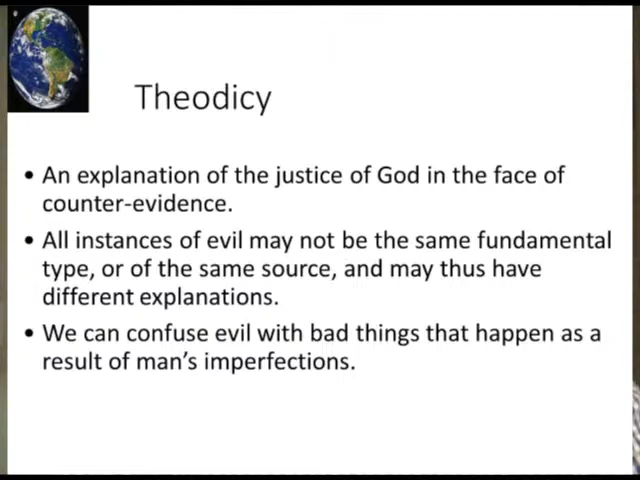 Theodicy
• An explanation of the justice of God in the face of
counter-evidence.
• All instances of evil may not be the same fundamental
type, or of the same source, and may thus have
different explanations.
• We can confuse evil with bad things that happen as a
result of man’s imperfections.